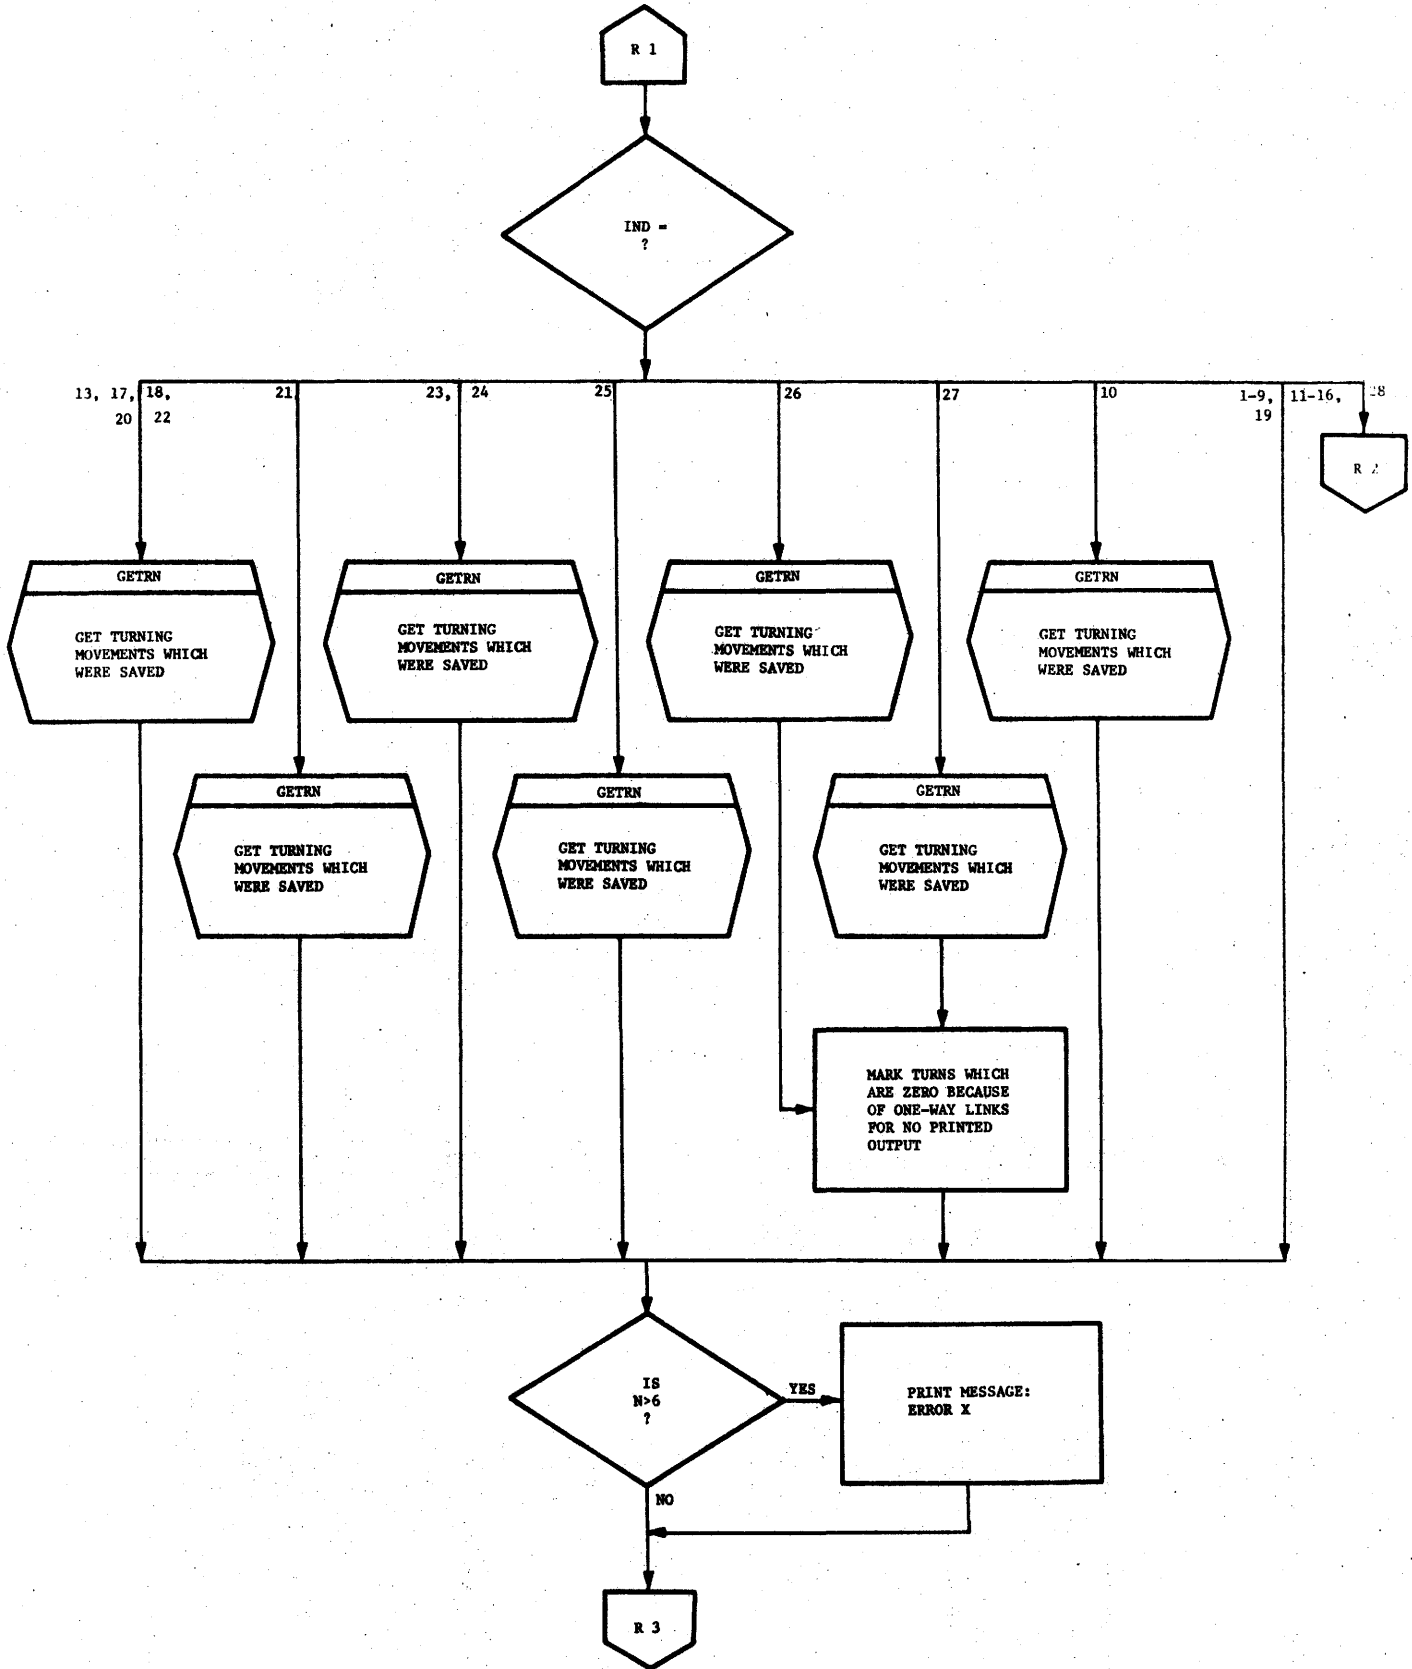 R 1
IND =
?
13, 17, 18,
20 22
21
23, 24
25
26
27
10
1-9, 11-16,
19
R
GETRN
GET TURNING
MOVEMENTS WHICH
WERE SAVED
GETRN
GET TURNING
MOVEMENTS WHICH
WERE SAVED
GETRN
GET TURNING
MOVEMENTS WHICH
WERE SAVED
GETRN
GET TURNING
MOVEMENTS WHICH
WERE SAVED
GETRN
GET TURNING
MOVEMENTS WHICH
WERE SAVED
GETRN
GET TURNING
MOVEMENTS WHICH
WERE SAVED
GETRN
GET TURNING
MOVEMENTS WHICH
WERE SAVED
MARK TURNS WHICH
ARE ZERO BECAUSE
OF ONE-WAY LINKS
FOR NO PRINTED
OUTPUT
IS
N>6
?
YES
PRINT MESSAGE:
ERROR X
NO
R 3